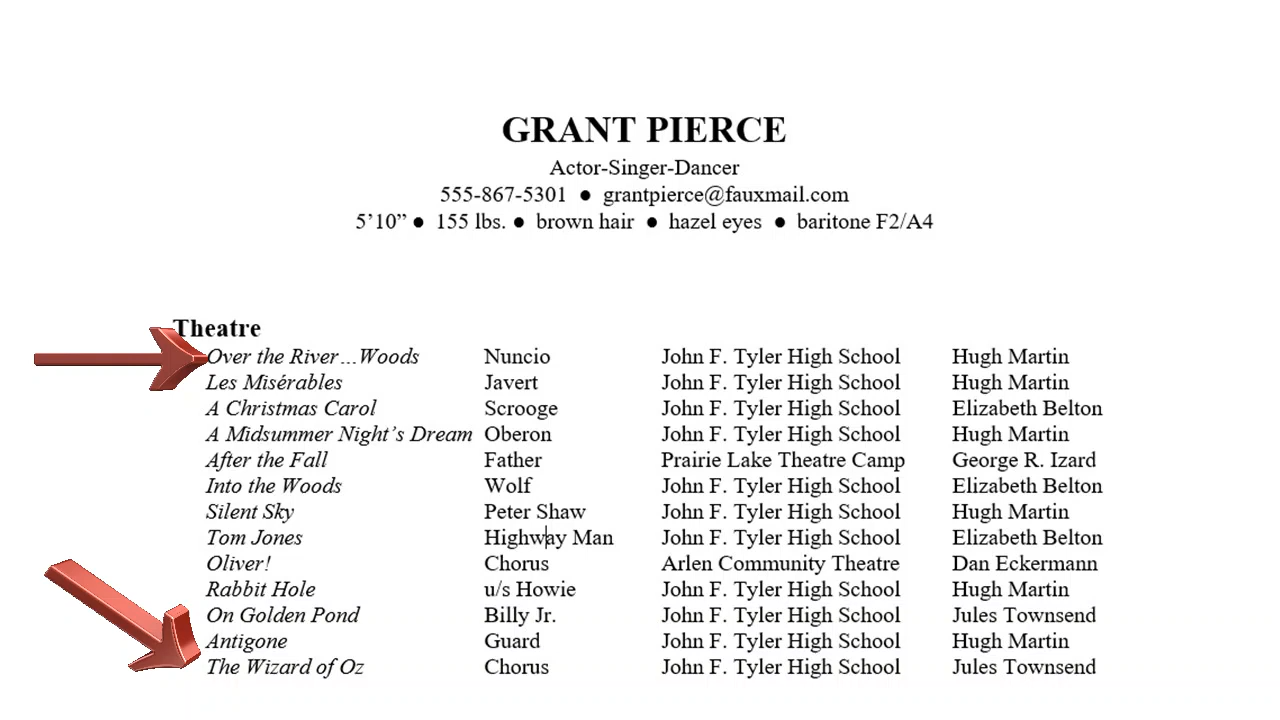 GRANT PIERCE
Actor-Singer-Dancer
555-867-5301 ● grantpierce@fauxmail.com
5’10” ● 155 lbs. ● brown hair ● hazel eyes ● baritone F2/A4
Theatre
Over the River…Woods Nuncio John F. Tyler High School Hugh Martin
Les Misérables Javert John F. Tyler High School Hugh Martin
A Christmas Carol Scrooge John F. Tyler High School Elizabeth Belton
A Midsummer Night’s Dream Oberon John F. Tyler High School Hugh Martin
After the Fall Father Prairie Lake Theatre Camp George R. Izard
Into the Woods Wolf John F. Tyler High School Elizabeth Belton
Silent Sky Peter Shaw John F. Tyler High School Hugh Martin
Tom Jones Highway Man John F. Tyler High School Elizabeth Belton
Oliver! Chorus Arlen Community Theatre Dan Eckermann
Rabbit Hole u/s Howie John F. Tyler High School Hugh Martin
On Golden Pond Billy Jr. John F. Tyler High School Jules Townsend
Antigone Guard John F. Tyler High School Hugh Martin
The Wizard of Oz Chorus John F. Tyler High School Jules Townsend